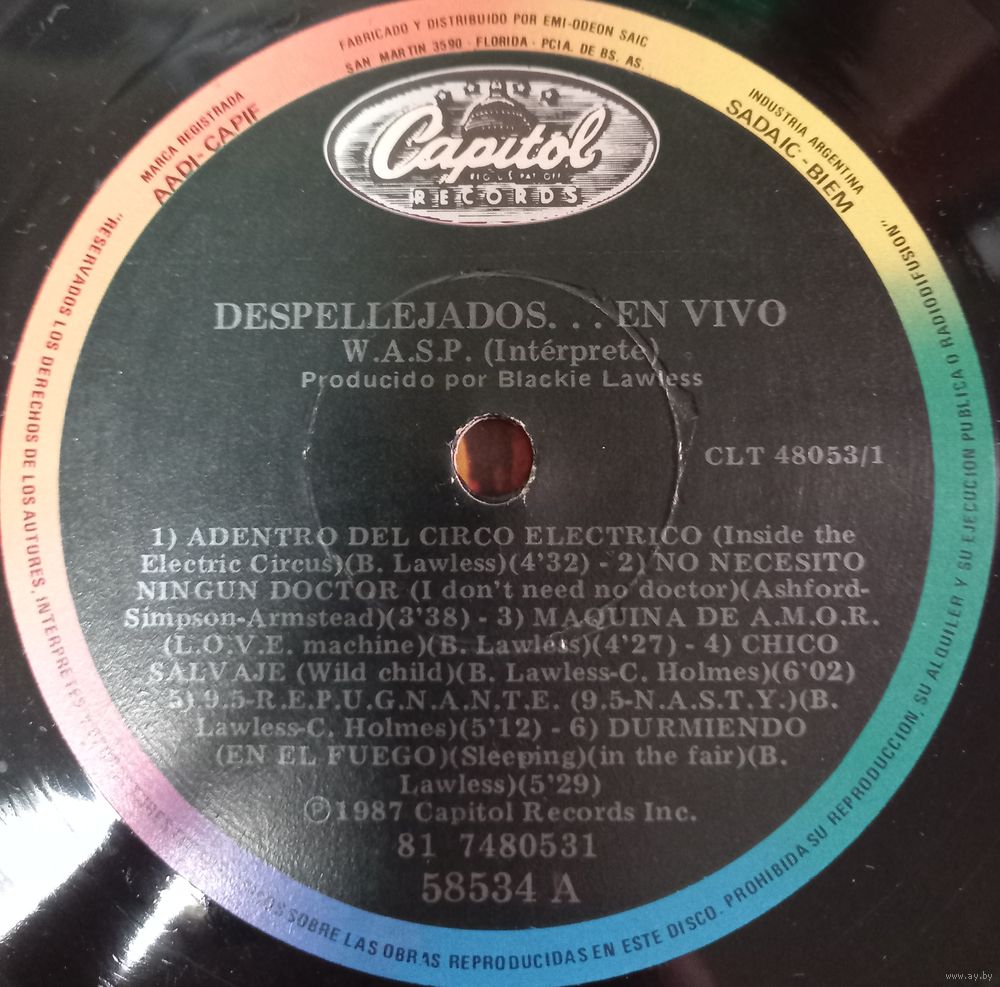 FABRICADO Y DISTRIBUIDO POR EMI-ODEON SAIC
SAN MARTIN 3590 - FLORIDA - PCIA. DE BS. AS.
MARCA REGISTRADA
AADI-CAPIF
INDUSTRIA ARGENTINA
SADAIC-BIEM
Capitol
RECORDS
DESPELLEJADOS. . . EN VIVO
W.A.S.P. (Intérprete)
Producido por Blackie Lawless
CLT 48053/1
1) ADENTRO DEL CIRCO ELECTRICO (Inside the
Electric Circus)(B. Lawless)(4'32) - 2) NO NECESITO
NINGUN DOCTOR (I don't need no doctor)(Ashford-
Simpson-Armstead)(3'38) - 3) MAQUINA DE A.M.O.R.
(L.O.V.E. machine)(B. Lawless)(4'27) - 4) CHICO
SALVAJE (Wild child)(B. Lawless-C. Holmes)(6'02)
5) 9.5-R.E.P.U.G.N.A.N.T.E. (9.5-N.A.S.T.Y.)(B.
Lawless-C. Holmes)(5'12) - 6) DURMIENDO
(EN EL FUEGO)(Sleeping)(in the fair)(B.
Lawless)(5'29)
Ⓟ1987 Capitol Records Inc.
81 7480531
58534 A
"RESERVADOS LOS DERECHOS DE LOS AUTURES, INTERPRETES SOBRE LAS OBRAS REPRODUCIDAS EN ESTE DISCO. PROHIBIDA SU REPRODUCCION, SU ALQUILER Y SU EJECUCION PUBLICA O RADIODIFUSION"
www.ay.by